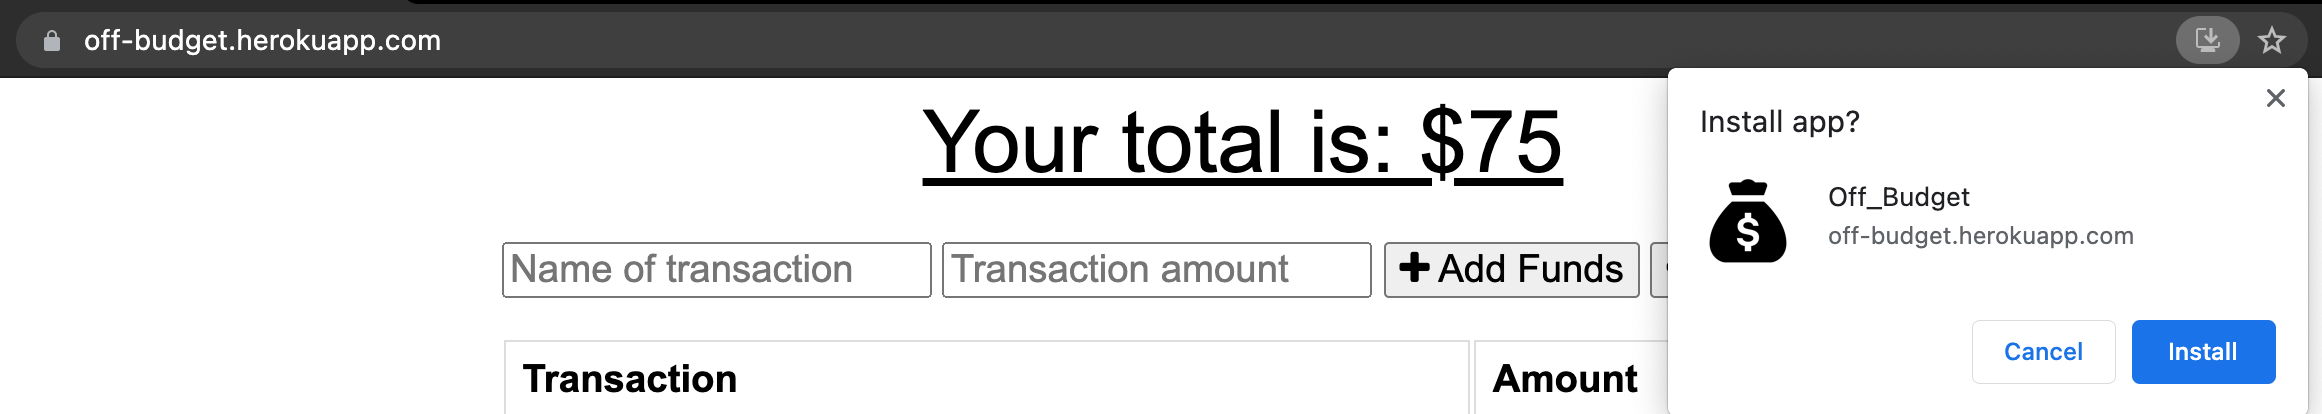 off-budget.herokuapp.com
Your total is: $75
Name of transaction
Transaction amount
Add Funds
Transaction
Amount
Install app?
$
Off_Budget
off-budget.herokuapp.com
Cancel
Install